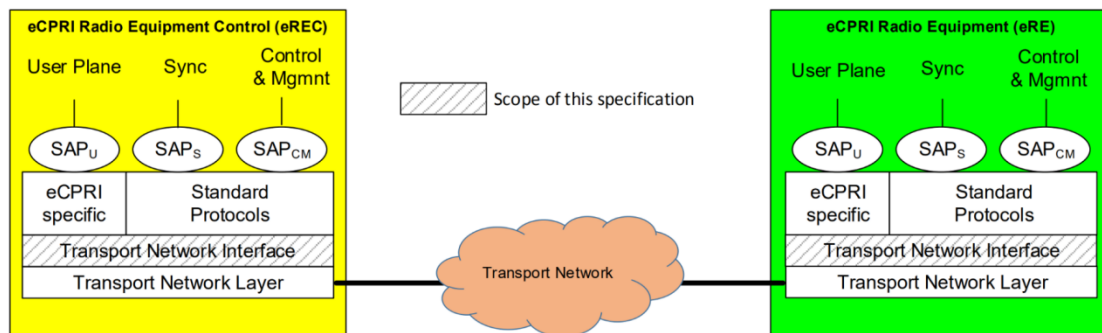 eCPRI Radio Equipment Control (eREC)
User Plane
Sync
Control
& Mgmnt
SAPU
SAPS
SAPCM
eCPRI
specific
Standard
Protocols
Transport Network Interface
Transport Network Layer
Scope of this specification
Transport Network
eCPRI Radio Equipment (eRE)
User Plane
Sync
Control
& Mgmnt
SAPU
SAPS
SAPCM
eCPRI
specific
Standard
Protocols
Transport Network Interface
Transport Network Layer